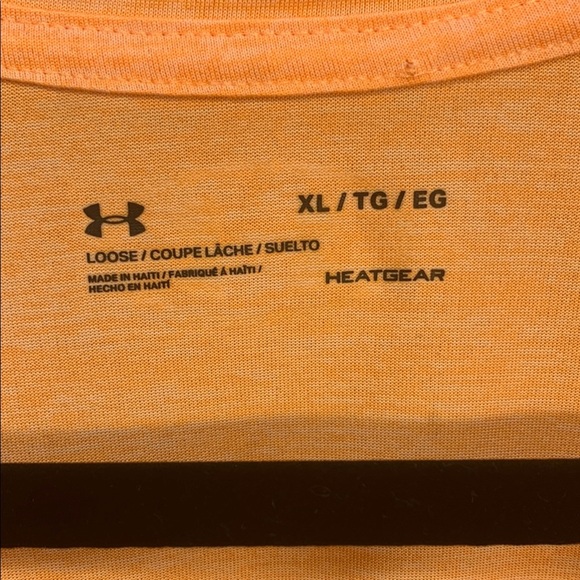 XL / TG / EG
LOOSE / COUPE LÂCHE / SUELTO
MADE IN HAITI / FABRIQUÉ À HAÏTI /
HECHO EN HAITÍ
HEATGEAR